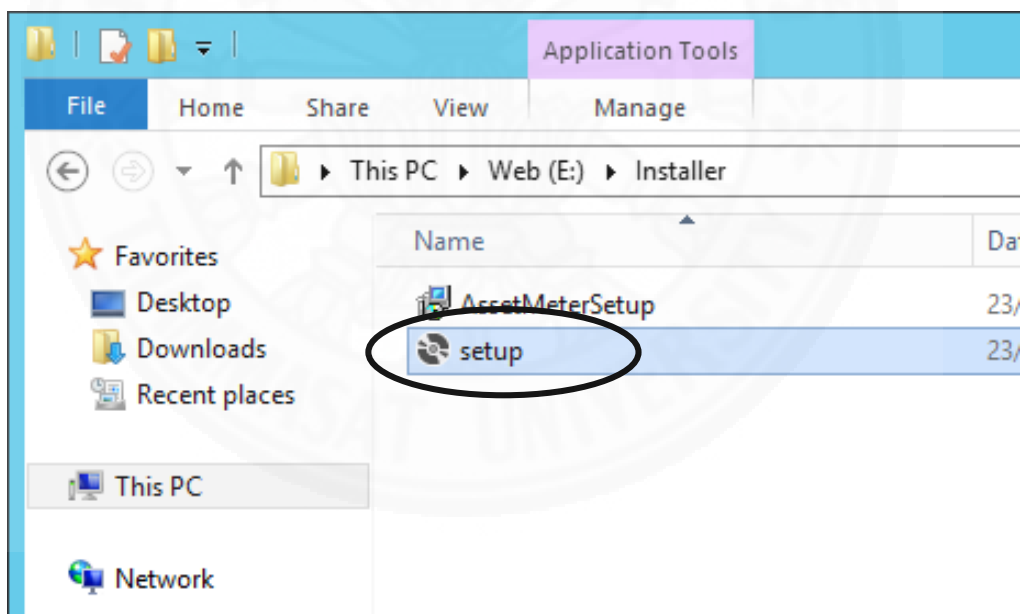 Application Tools
File Home Share View Manage
This PC Web (E:) Installer
Name
Favorites
Desktop
Downloads
Recent places
This PC
Network
AssetMeterSetup 23/
setup 23/